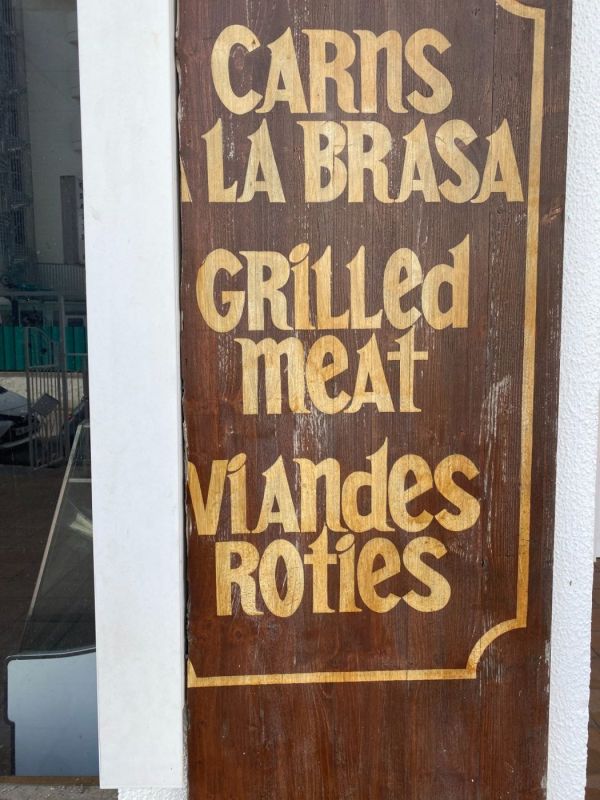 CARNS
A LA BRASA
GRILLed
meAt
VIAndes
ROties